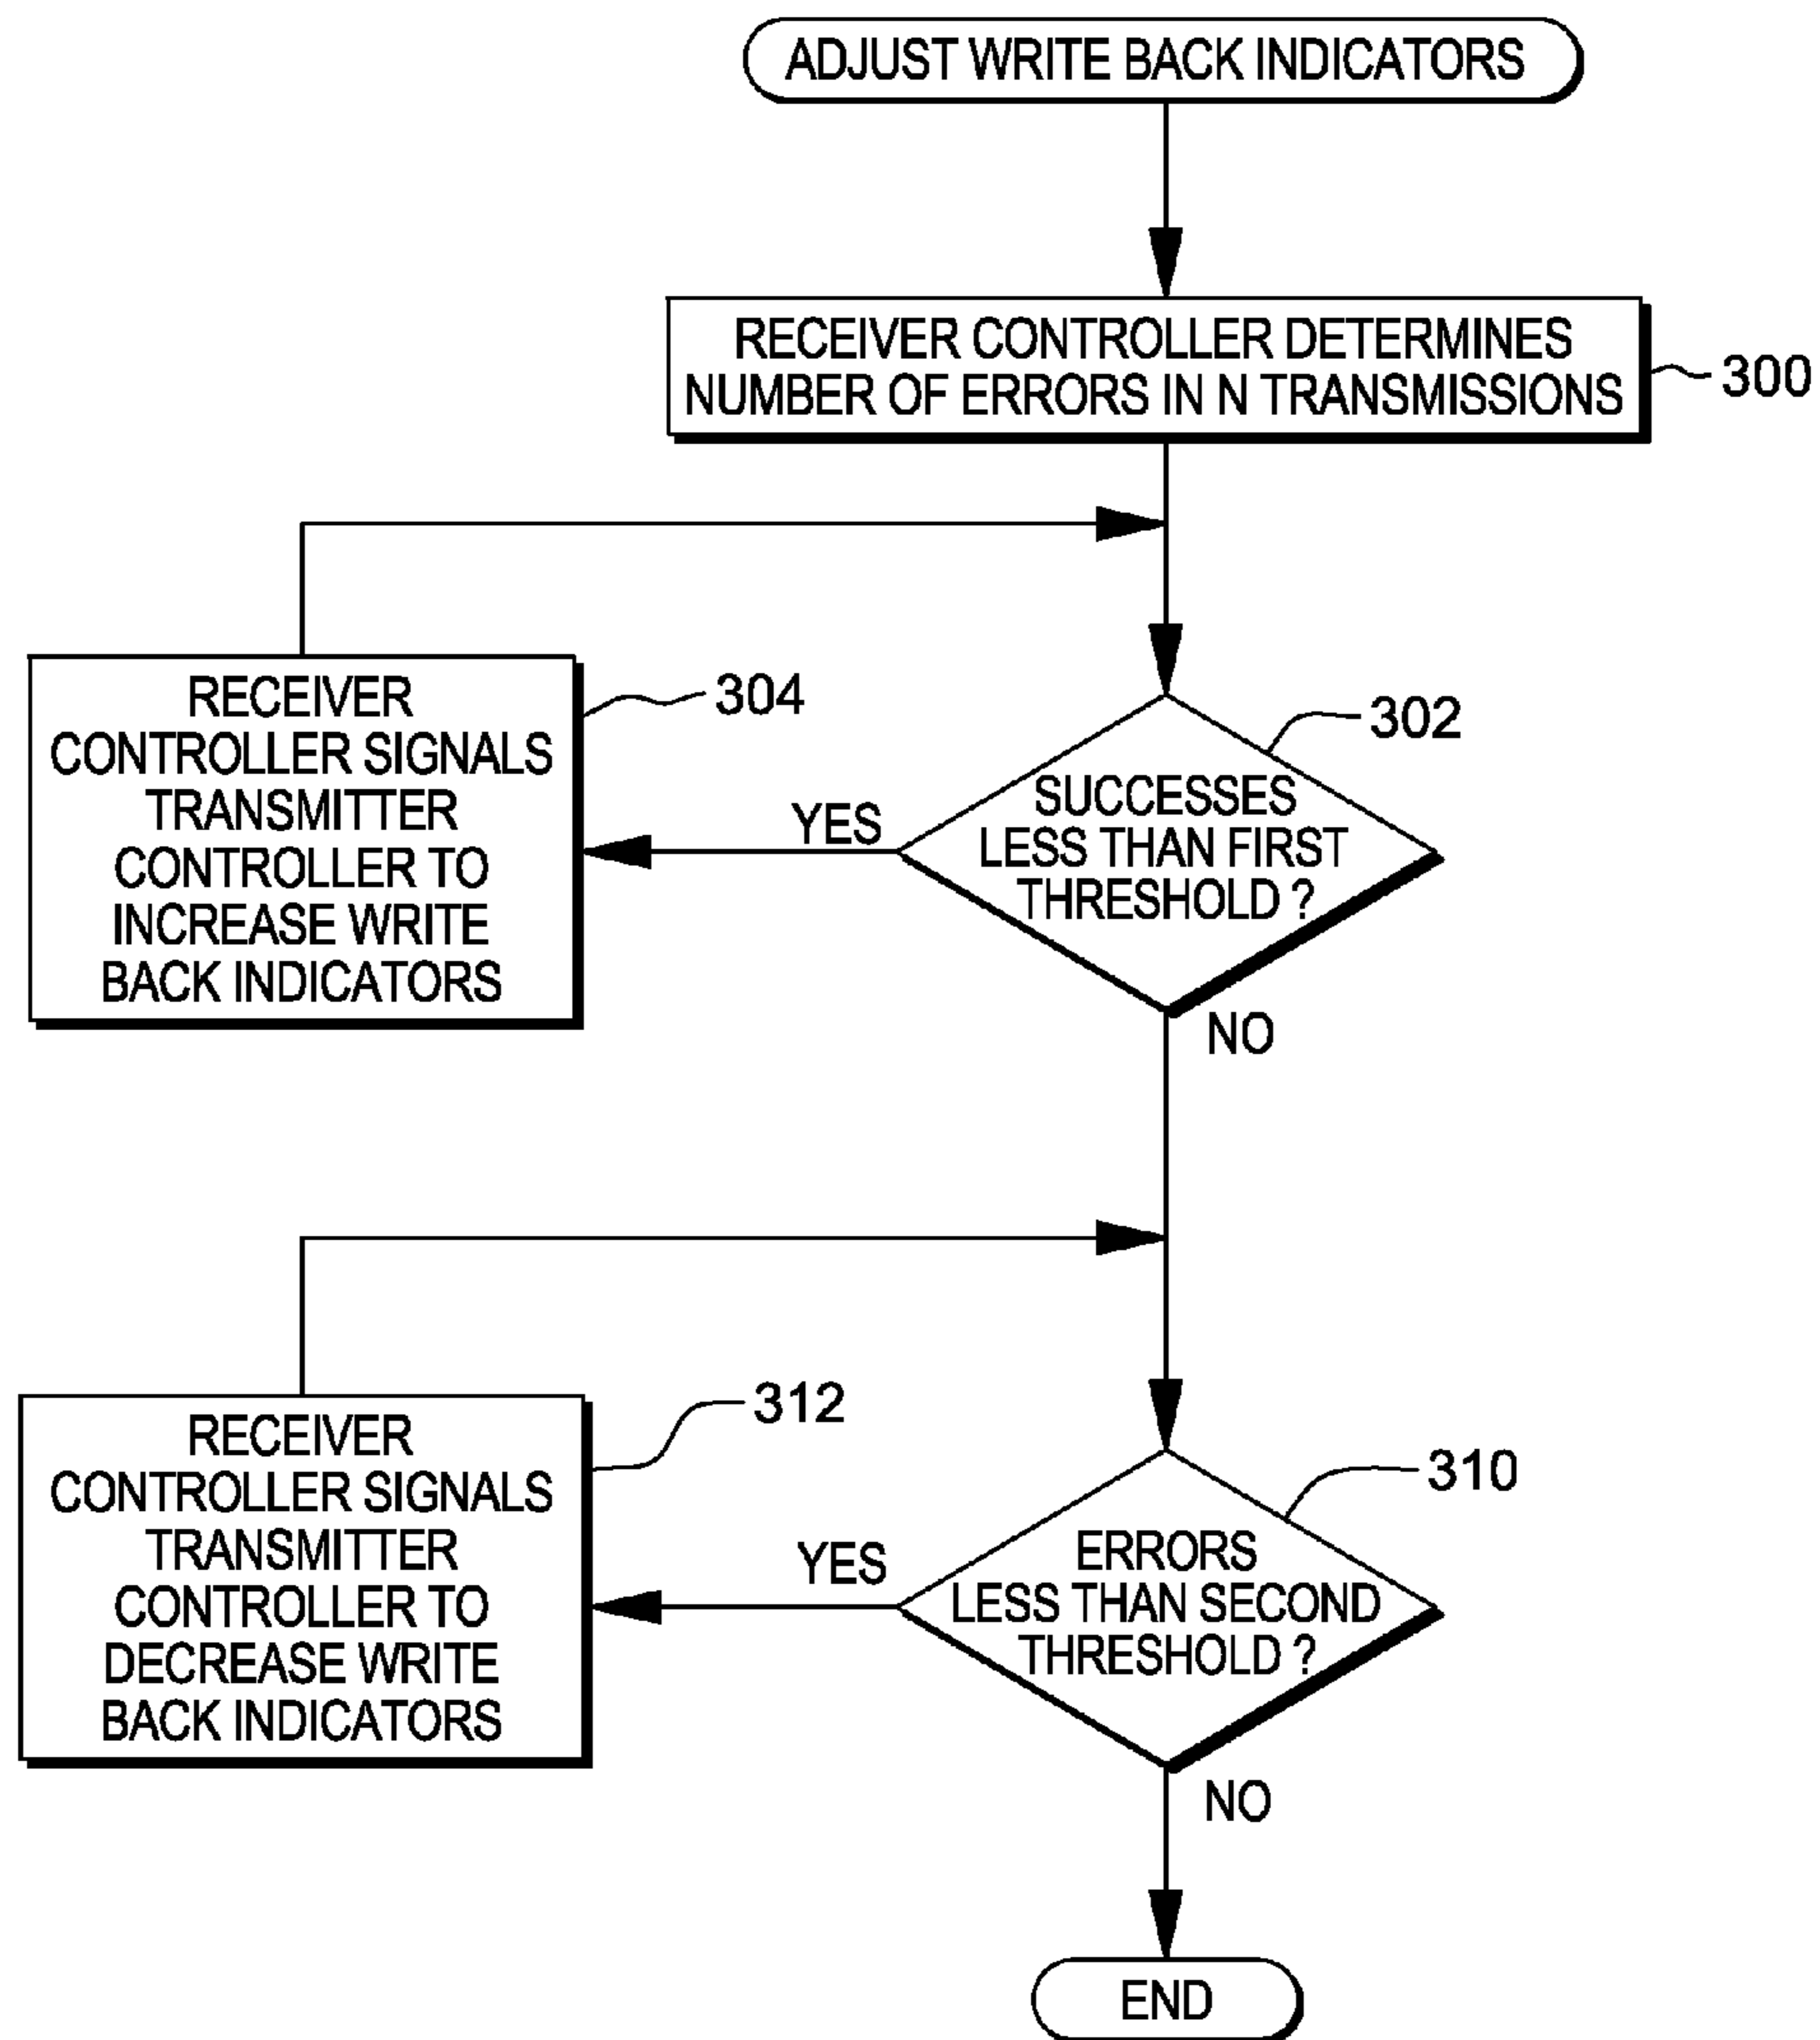 ADJUST WRITE BACK INDICATORS
RECEIVER CONTROLLER DETERMINES
NUMBER OF ERRORS IN N TRANSMISSIONS
300
RECEIVER
CONTROLLER SIGNALS
TRANSMITTER
CONTROLLER TO
INCREASE WRITE
BACK INDICATORS
304
YES
302
SUCCESSES
LESS THAN FIRST
THRESHOLD ?
NO
RECEIVER
CONTROLLER SIGNALS
TRANSMITTER
CONTROLLER TO
DECREASE WRITE
BACK INDICATORS
312
YES
310
ERRORS
LESS THAN SECOND
THRESHOLD ?
NO
END